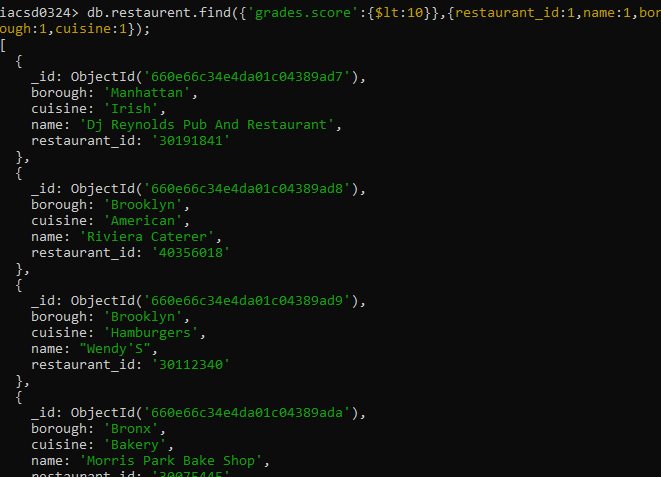 iacsd0324> db.restaurent.find({'grades.score':{$lt:10}},{restaurant_id:1,name:1,bor
ough:1,cuisine:1});
[
  {
    _id: ObjectId('660e66c34e4da01c04389ad7'),
    borough: 'Manhattan',
    cuisine: 'Irish',
    name: 'Dj Reynolds Pub And Restaurant',
    restaurant_id: '30191841'
  },
  {
    _id: ObjectId('660e66c34e4da01c04389ad8'),
    borough: 'Brooklyn',
    cuisine: 'American',
    name: 'Riviera Caterer',
    restaurant_id: '40356018'
  },
  {
    _id: ObjectId('660e66c34e4da01c04389ad9'),
    borough: 'Brooklyn',
    cuisine: 'Hamburgers',
    name: "Wendy'S",
    restaurant_id: '30112340'
  },
  {
    _id: ObjectId('660e66c34e4da01c04389ada'),
    borough: 'Bronx',
    cuisine: 'Bakery',
    name: 'Morris Park Bake Shop',
    restaurant_id: '30075445'